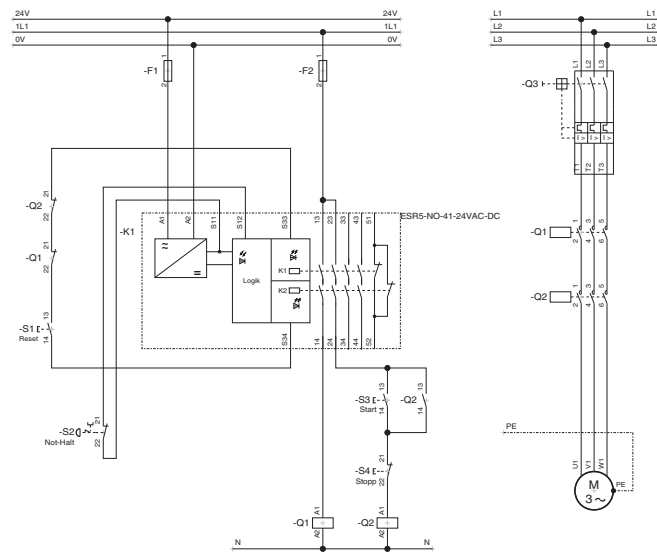 24V 24V L1 L1
1L1 1L1 L2 L2
0V 0V L3 L3
-F1 1 2
-F2 1 2
L1 L2 L3
-Q3
I> I> I>
T1 T2 T3
-Q2 21 22
-Q1 21 22
-S1 13 14
Reset
-S2 21 22
Not-Halt
-K1
A1 A2 S11 S12 S33 13 23 33 43 51
ESR5-NO-41-24VAC-DC
Logik
K1
K2
S34 14 24 34 44 52
-Q1 1 3 5
2 4 6
-Q2 1 3 5
2 4 6
-S3 13 14
Start
-Q2 13 14
-S4 21 22
Stopp
PE
U1 V1 W1
M
3 ~
PE
-Q1 A1 A2
-Q2 A1 A2
N N